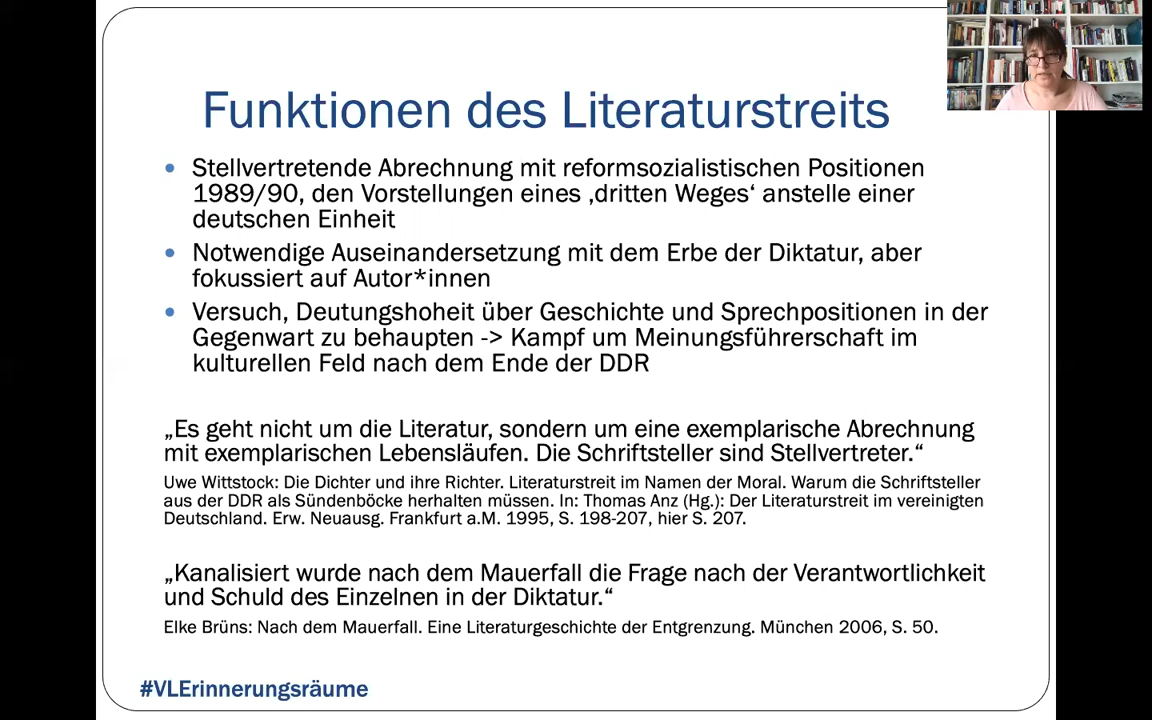 Funktionen des Literaturstreits
• Stellvertretende Abrechnung mit reformsozialistischen Positionen
1989/90, den Vorstellungen eines ‚dritten Weges‘ anstelle einer
deutschen Einheit
• Notwendige Auseinandersetzung mit dem Erbe der Diktatur, aber
fokussiert auf Autor*innen
• Versuch, Deutungshoheit über Geschichte und Sprechpositionen in der
Gegenwart zu behaupten -> Kampf um Meinungsführerschaft im
kulturellen Feld nach dem Ende der DDR
„Es geht nicht um die Literatur, sondern um eine exemplarische Abrechnung
mit exemplarischen Lebensläufen. Die Schriftsteller sind Stellvertreter.“
Uwe Wittstock: Die Dichter und ihre Richter. Literaturstreit im Namen der Moral. Warum die Schriftsteller
aus der DDR als Sündenböcke herhalten müssen. In: Thomas Anz (Hg.): Der Literaturstreit im vereinigten
Deutschland. Erw. Neuausg. Frankfurt a.M. 1995, S. 198-207, hier S. 207.
„Kanalisiert wurde nach dem Mauerfall die Frage nach der Verantwortlichkeit
und Schuld des Einzelnen in der Diktatur.“
Elke Brüns: Nach dem Mauerfall. Eine Literaturgeschichte der Entgrenzung. München 2006, S. 50.
#VLErinnerungsräume